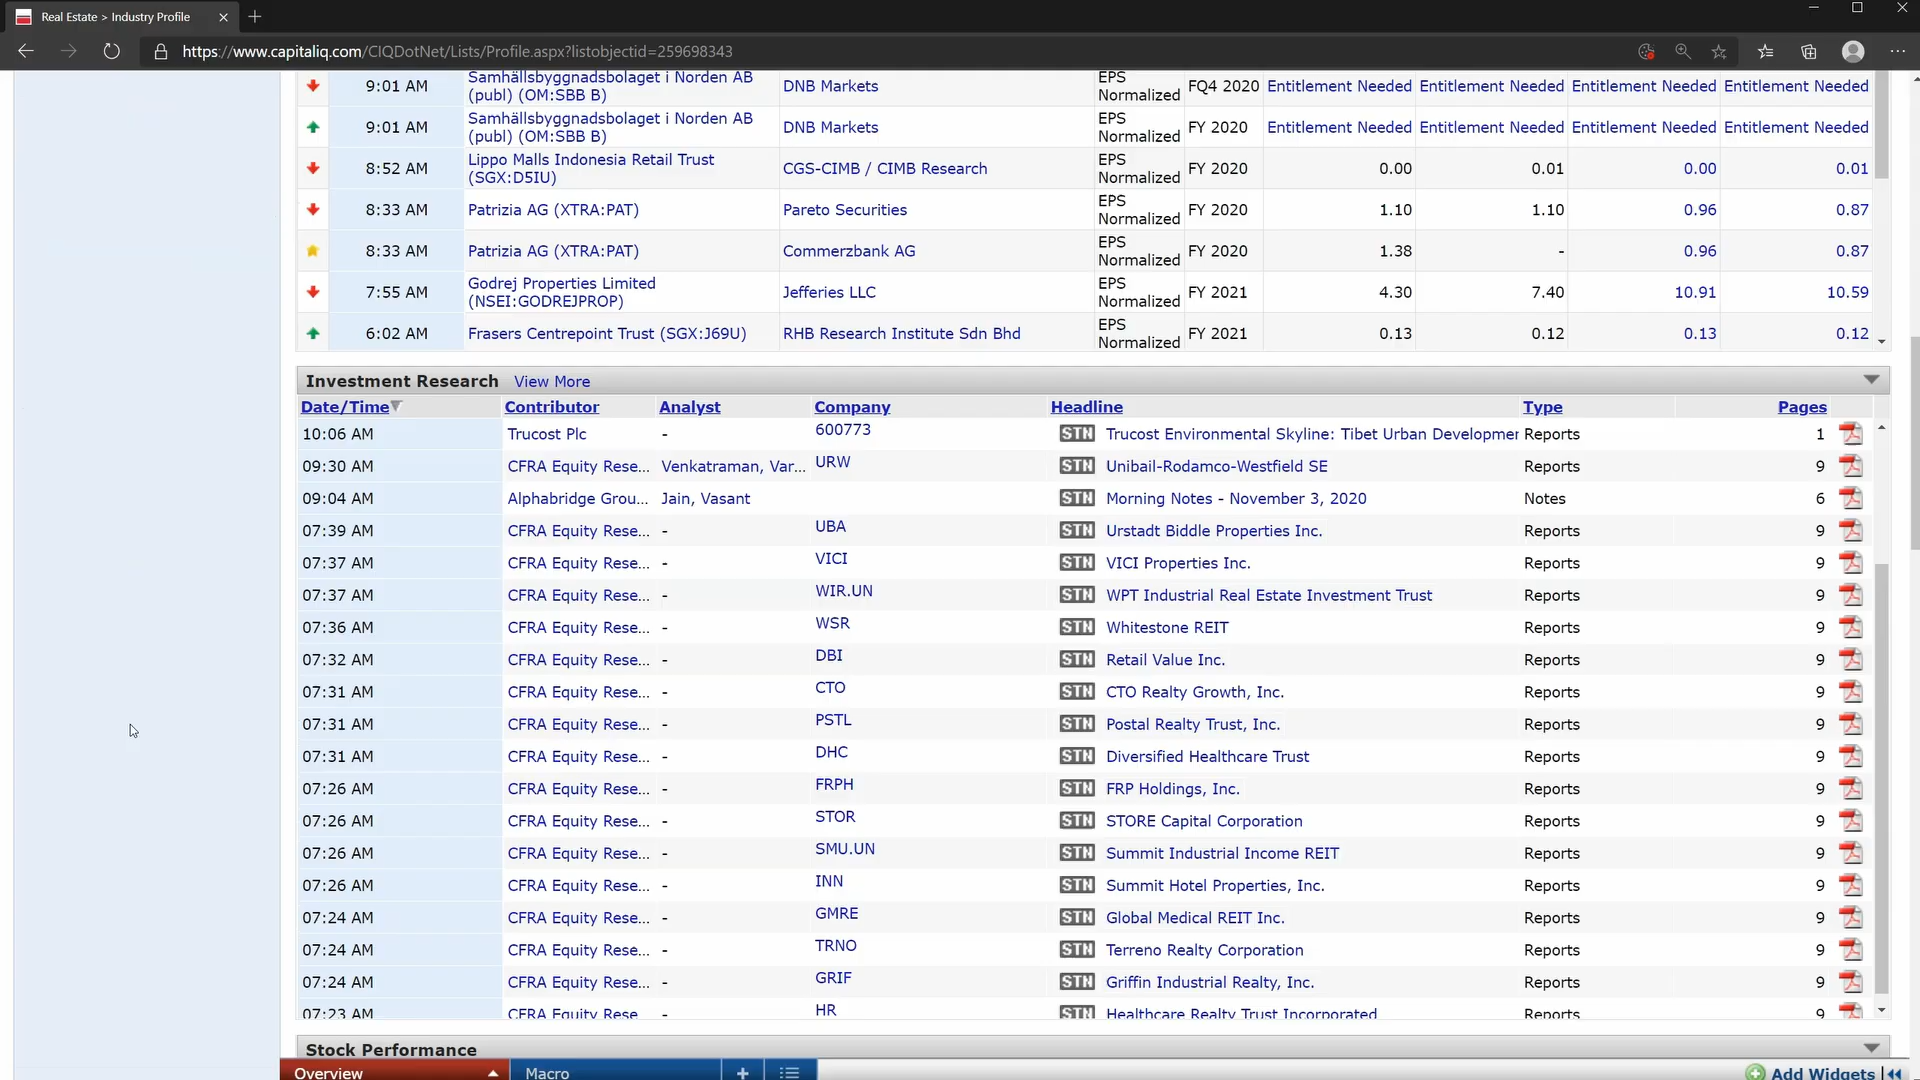 Real Estate > Industry Profile
https://www.capitaliq.com/CIQDotNet/Lists/Profile.aspx?listobjectid=259698343
9:01 AM Samhällsbyggnadsbolaget i Norden AB (publ) (OM:SBB B) DNB Markets EPS Normalized FQ4 2020 Entitlement Needed Entitlement Needed Entitlement Needed Entitlement Needed
9:01 AM Samhällsbyggnadsbolaget i Norden AB (publ) (OM:SBB B) DNB Markets EPS Normalized FY 2020 Entitlement Needed Entitlement Needed Entitlement Needed Entitlement Needed
8:52 AM Lippo Malls Indonesia Retail Trust (SGX:D5IU) CGS-CIMB / CIMB Research EPS Normalized FY 2020 0.00 0.01 0.00 0.01
8:33 AM Patrizia AG (XTRA:PAT) Pareto Securities EPS Normalized FY 2020 1.10 1.10 0.96 0.87
8:33 AM Patrizia AG (XTRA:PAT) Commerzbank AG EPS Normalized FY 2020 1.38 - 0.96 0.87
7:55 AM Godrej Properties Limited (NSEI:GODREJPROP) Jefferies LLC EPS Normalized FY 2021 4.30 7.40 10.91 10.59
6:02 AM Frasers Centrepoint Trust (SGX:J69U) RHB Research Institute Sdn Bhd EPS Normalized FY 2021 0.13 0.12 0.13 0.12
Investment Research View More
Date/Time Contributor Analyst Company Headline Type Pages
10:06 AM Trucost Plc - 600773 STN Trucost Environmental Skyline: Tibet Urban Developmer Reports 1
09:30 AM CFRA Equity Rese... Venkatraman, Var... URW STN Unibail-Rodamco-Westfield SE Reports 9
09:04 AM Alphabridge Grou... Jain, Vasant STN Morning Notes - November 3, 2020 Notes 6
07:39 AM CFRA Equity Rese... - UBA STN Urstadt Biddle Properties Inc. Reports 9
07:37 AM CFRA Equity Rese... - VICI STN VICI Properties Inc. Reports 9
07:37 AM CFRA Equity Rese... - WIR.UN STN WPT Industrial Real Estate Investment Trust Reports 9
07:36 AM CFRA Equity Rese... - WSR STN Whitestone REIT Reports 9
07:32 AM CFRA Equity Rese... - DBI STN Retail Value Inc. Reports 9
07:31 AM CFRA Equity Rese... - CTO STN CTO Realty Growth, Inc. Reports 9
07:31 AM CFRA Equity Rese... - PSTL STN Postal Realty Trust, Inc. Reports 9
07:31 AM CFRA Equity Rese... - DHC STN Diversified Healthcare Trust Reports 9
07:26 AM CFRA Equity Rese... - FRPH STN FRP Holdings, Inc. Reports 9
07:26 AM CFRA Equity Rese... - STOR STN STORE Capital Corporation Reports 9
07:26 AM CFRA Equity Rese... - SMU.UN STN Summit Industrial Income REIT Reports 9
07:26 AM CFRA Equity Rese... - INN STN Summit Hotel Properties, Inc. Reports 9
07:24 AM CFRA Equity Rese... - GMRE STN Global Medical REIT Inc. Reports 9
07:24 AM CFRA Equity Rese... - TRNO STN Terreno Realty Corporation Reports 9
07:24 AM CFRA Equity Rese... - GRIF STN Griffin Industrial Realty, Inc. Reports 9
07:23 AM CFRA Equity Rese - HR STN Healthcare Realty Trust Incorporated Reports 9
Stock Performance
Overview Macro Add Widgets